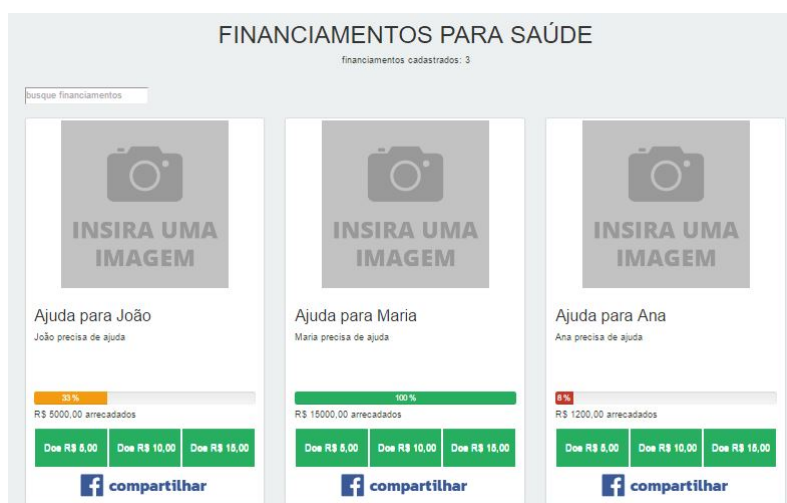 FINANCIAMENTOS PARA SAÚDE
financiamentos cadastrados: 3
busque financiamentos
INSIRA UMA
IMAGEM
Ajuda para João
João precisa de ajuda
33 %
R$ 5000,00 arrecadados
Doe R$ 5,00 Doe R$ 10,00 Doe R$ 15,00
compartilhar
INSIRA UMA
IMAGEM
Ajuda para Maria
Maria precisa de ajuda
100 %
R$ 15000,00 arrecadados
Doe R$ 5,00 Doe R$ 10,00 Doe R$ 15,00
compartilhar
INSIRA UMA
IMAGEM
Ajuda para Ana
Ana precisa de ajuda
8 %
R$ 1200,00 arrecadados
Doe R$ 5,00 Doe R$ 10,00 Doe R$ 15,00
compartilhar